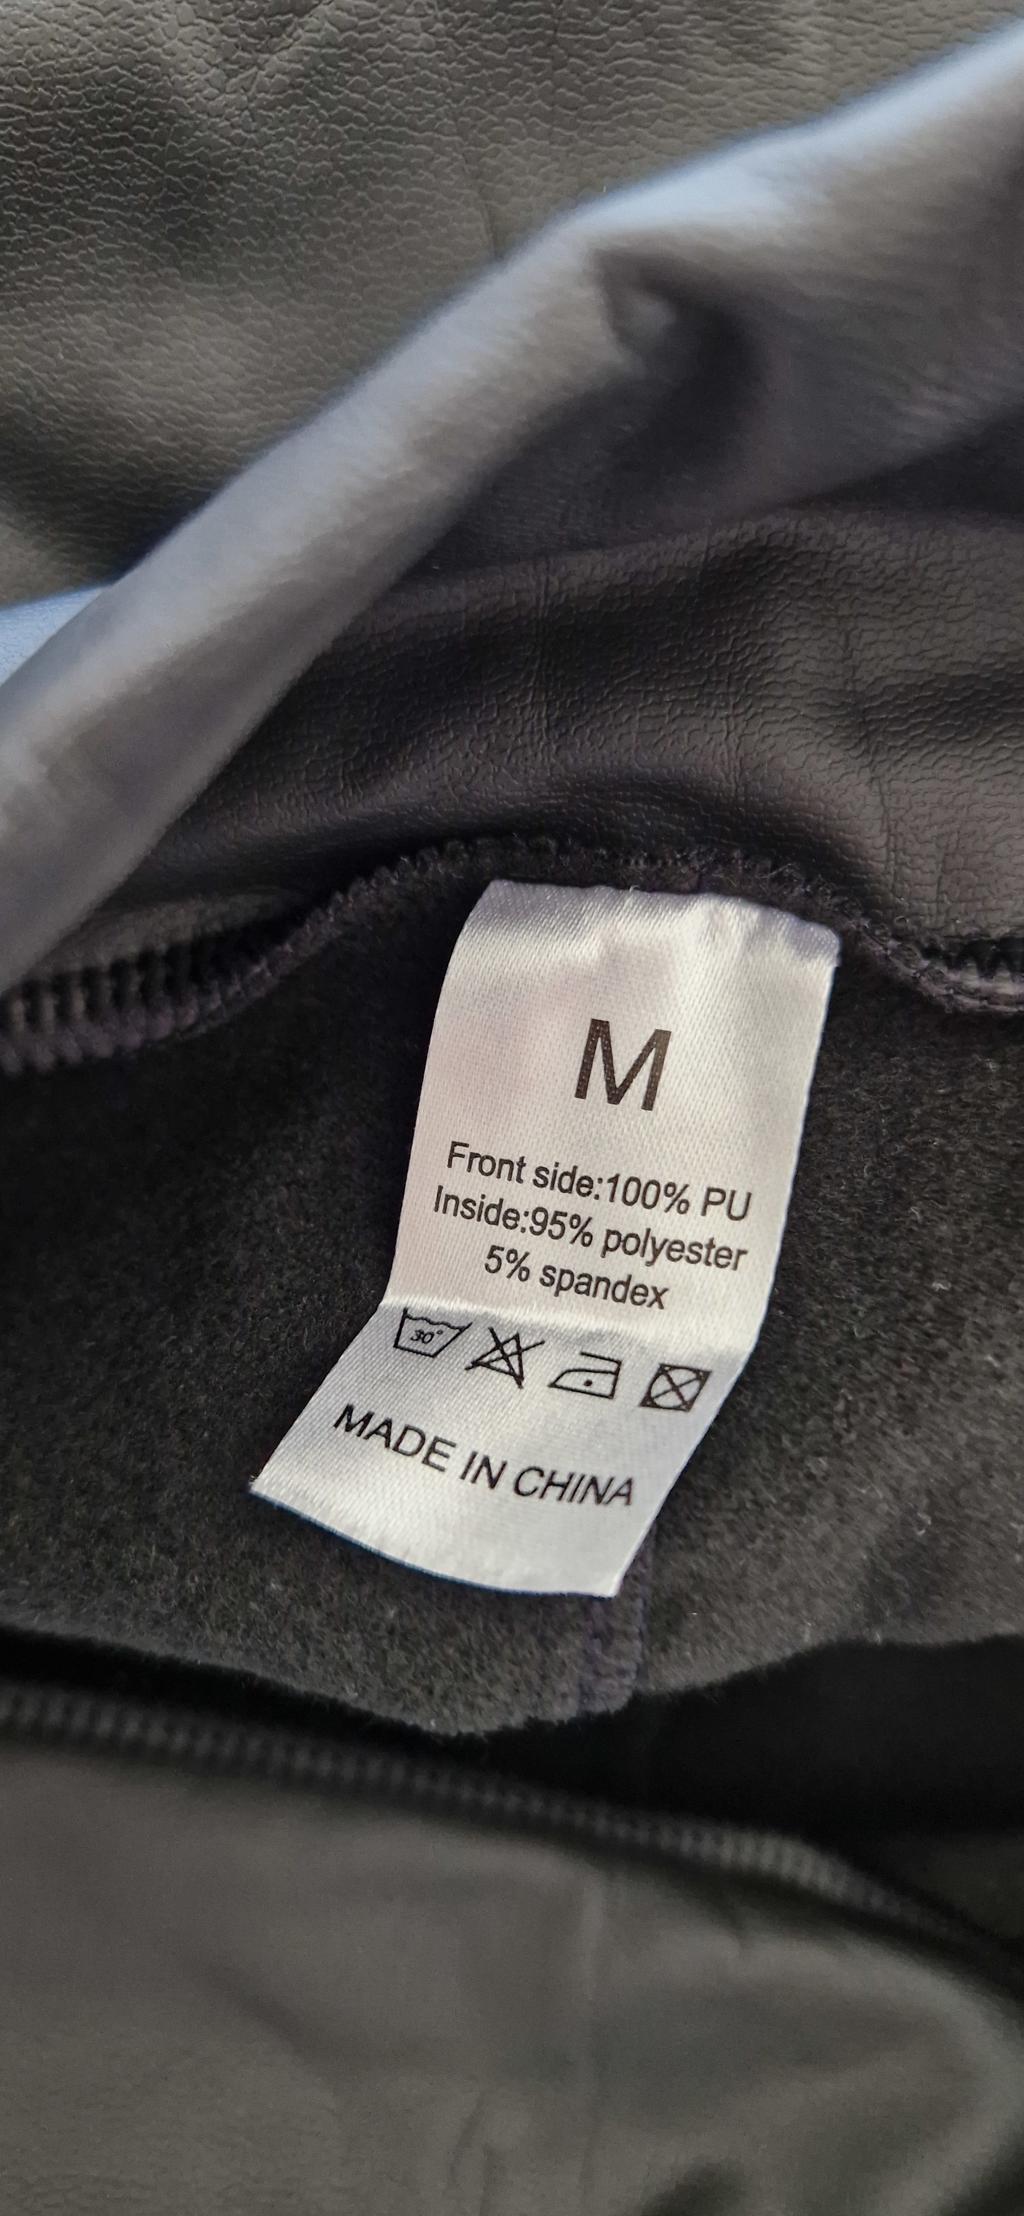 M
Front side:100% PU
Inside:95% polyester
5% spandex
30°
MADE IN CHINA